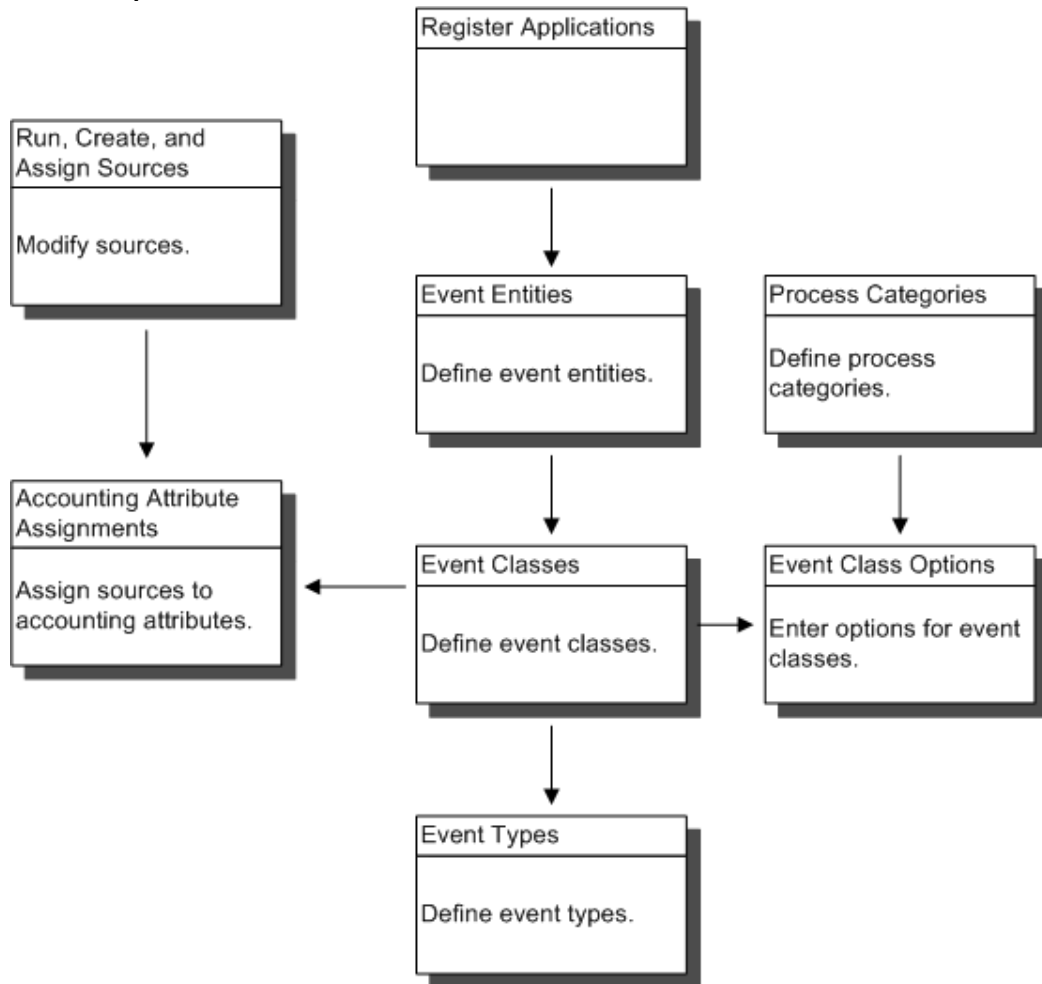 Register Applications
Run, Create, and
Assign Sources
Modify sources.
Event Entities
Define event entities.
Process Categories
Define process
categories.
Accounting Attribute
Assignments
Assign sources to
accounting attributes.
Event Classes
Define event classes.
Event Class Options
Enter options for event
classes.
Event Types
Define event types.